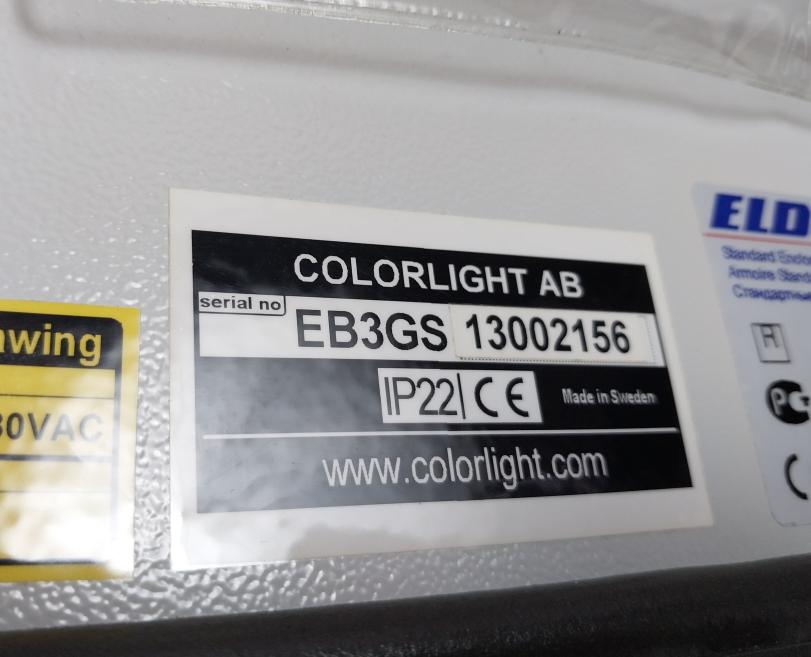 COLORLIGHT AB
serial no
EB3GS 13002156
IP22 CE Made in Sweden
www.colorlight.com
awing
30VAC
ELD
Standard Enclo
Armoire Stand
Стандартны